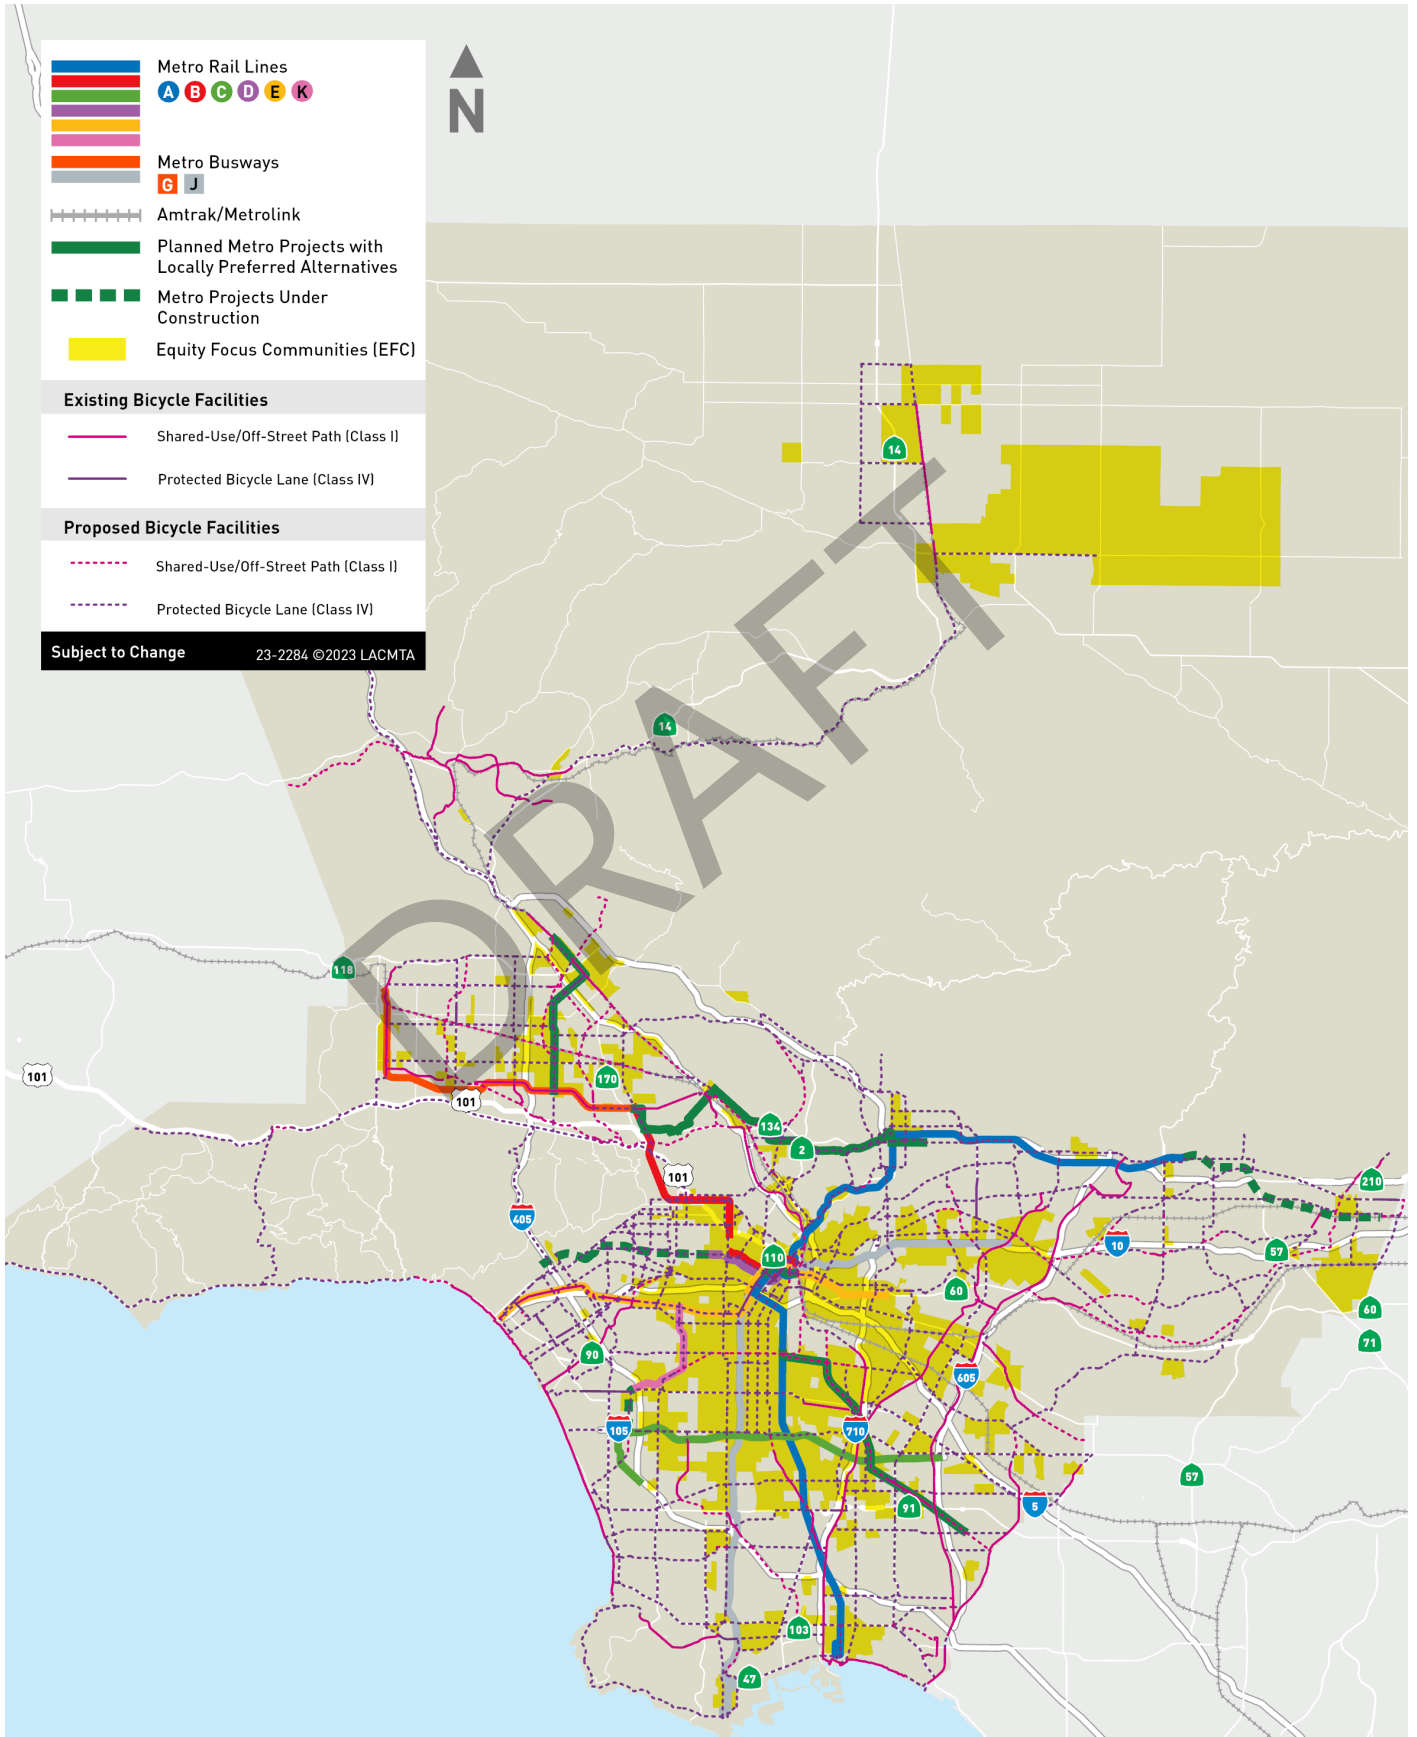 Metro Rail Lines
A B C D E K
Metro Busways
G J
Amtrak/Metrolink
Planned Metro Projects with
Locally Preferred Alternatives
Metro Projects Under
Construction
Equity Focus Communities (EFC)
Existing Bicycle Facilities
Shared-Use/Off-Street Path (Class I)
Protected Bicycle Lane (Class IV)
Proposed Bicycle Facilities
Shared-Use/Off-Street Path (Class I)
Protected Bicycle Lane (Class IV)
Subject to Change 23-2284 ©2023 LACMTA
N
DRAFT
14
14
118
101
101
170
134
2
101
210
405
110
10
57
60
60
71
90
605
105
710
57
91
5
103
47